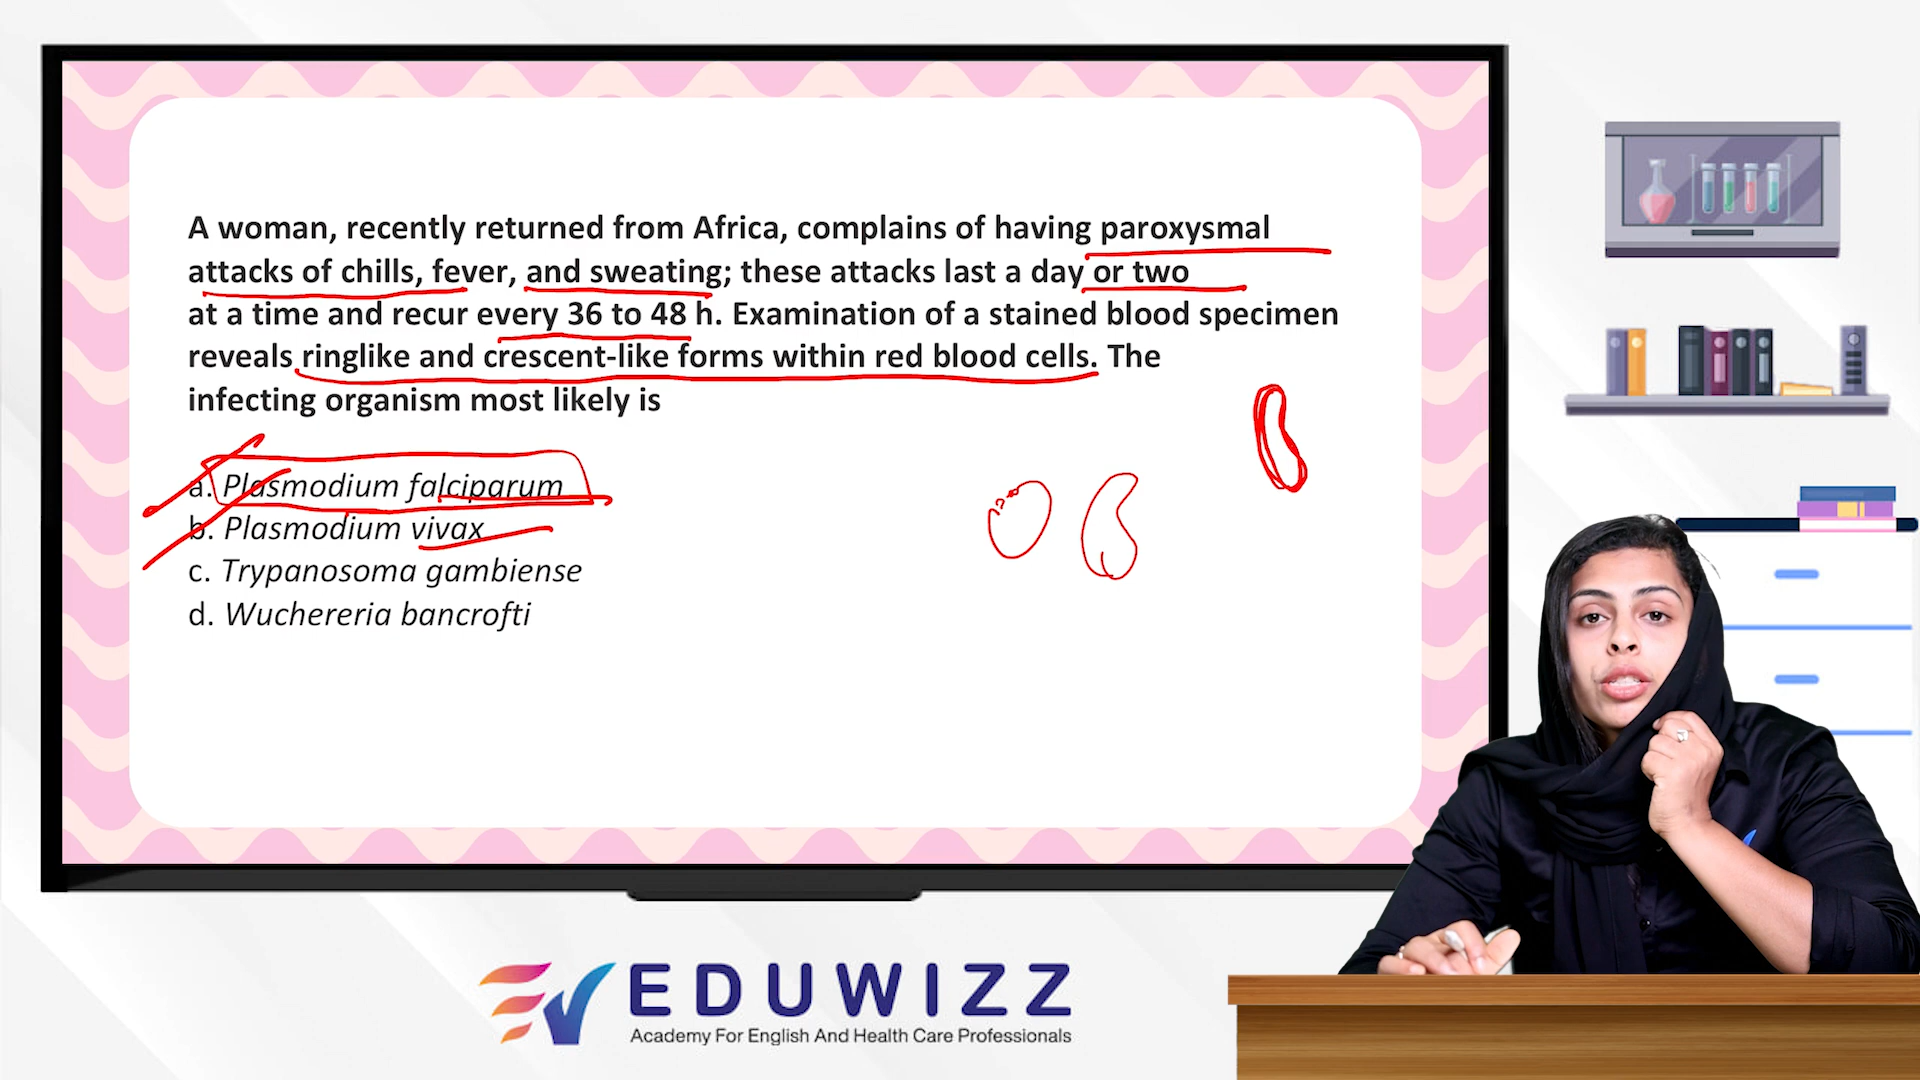 A woman, recently returned from Africa, complains of having paroxysmal
attacks of chills, fever, and sweating; these attacks last a day or two
at a time and recur every 36 to 48 h. Examination of a stained blood specimen
reveals ringlike and crescent-like forms within red blood cells. The
infecting organism most likely is
a. Plasmodium falciparum
b. Plasmodium vivax
c. Trypanosoma gambiense
d. Wuchereria bancrofti
EDUWIZZ
Academy For English And Health Care Professionals